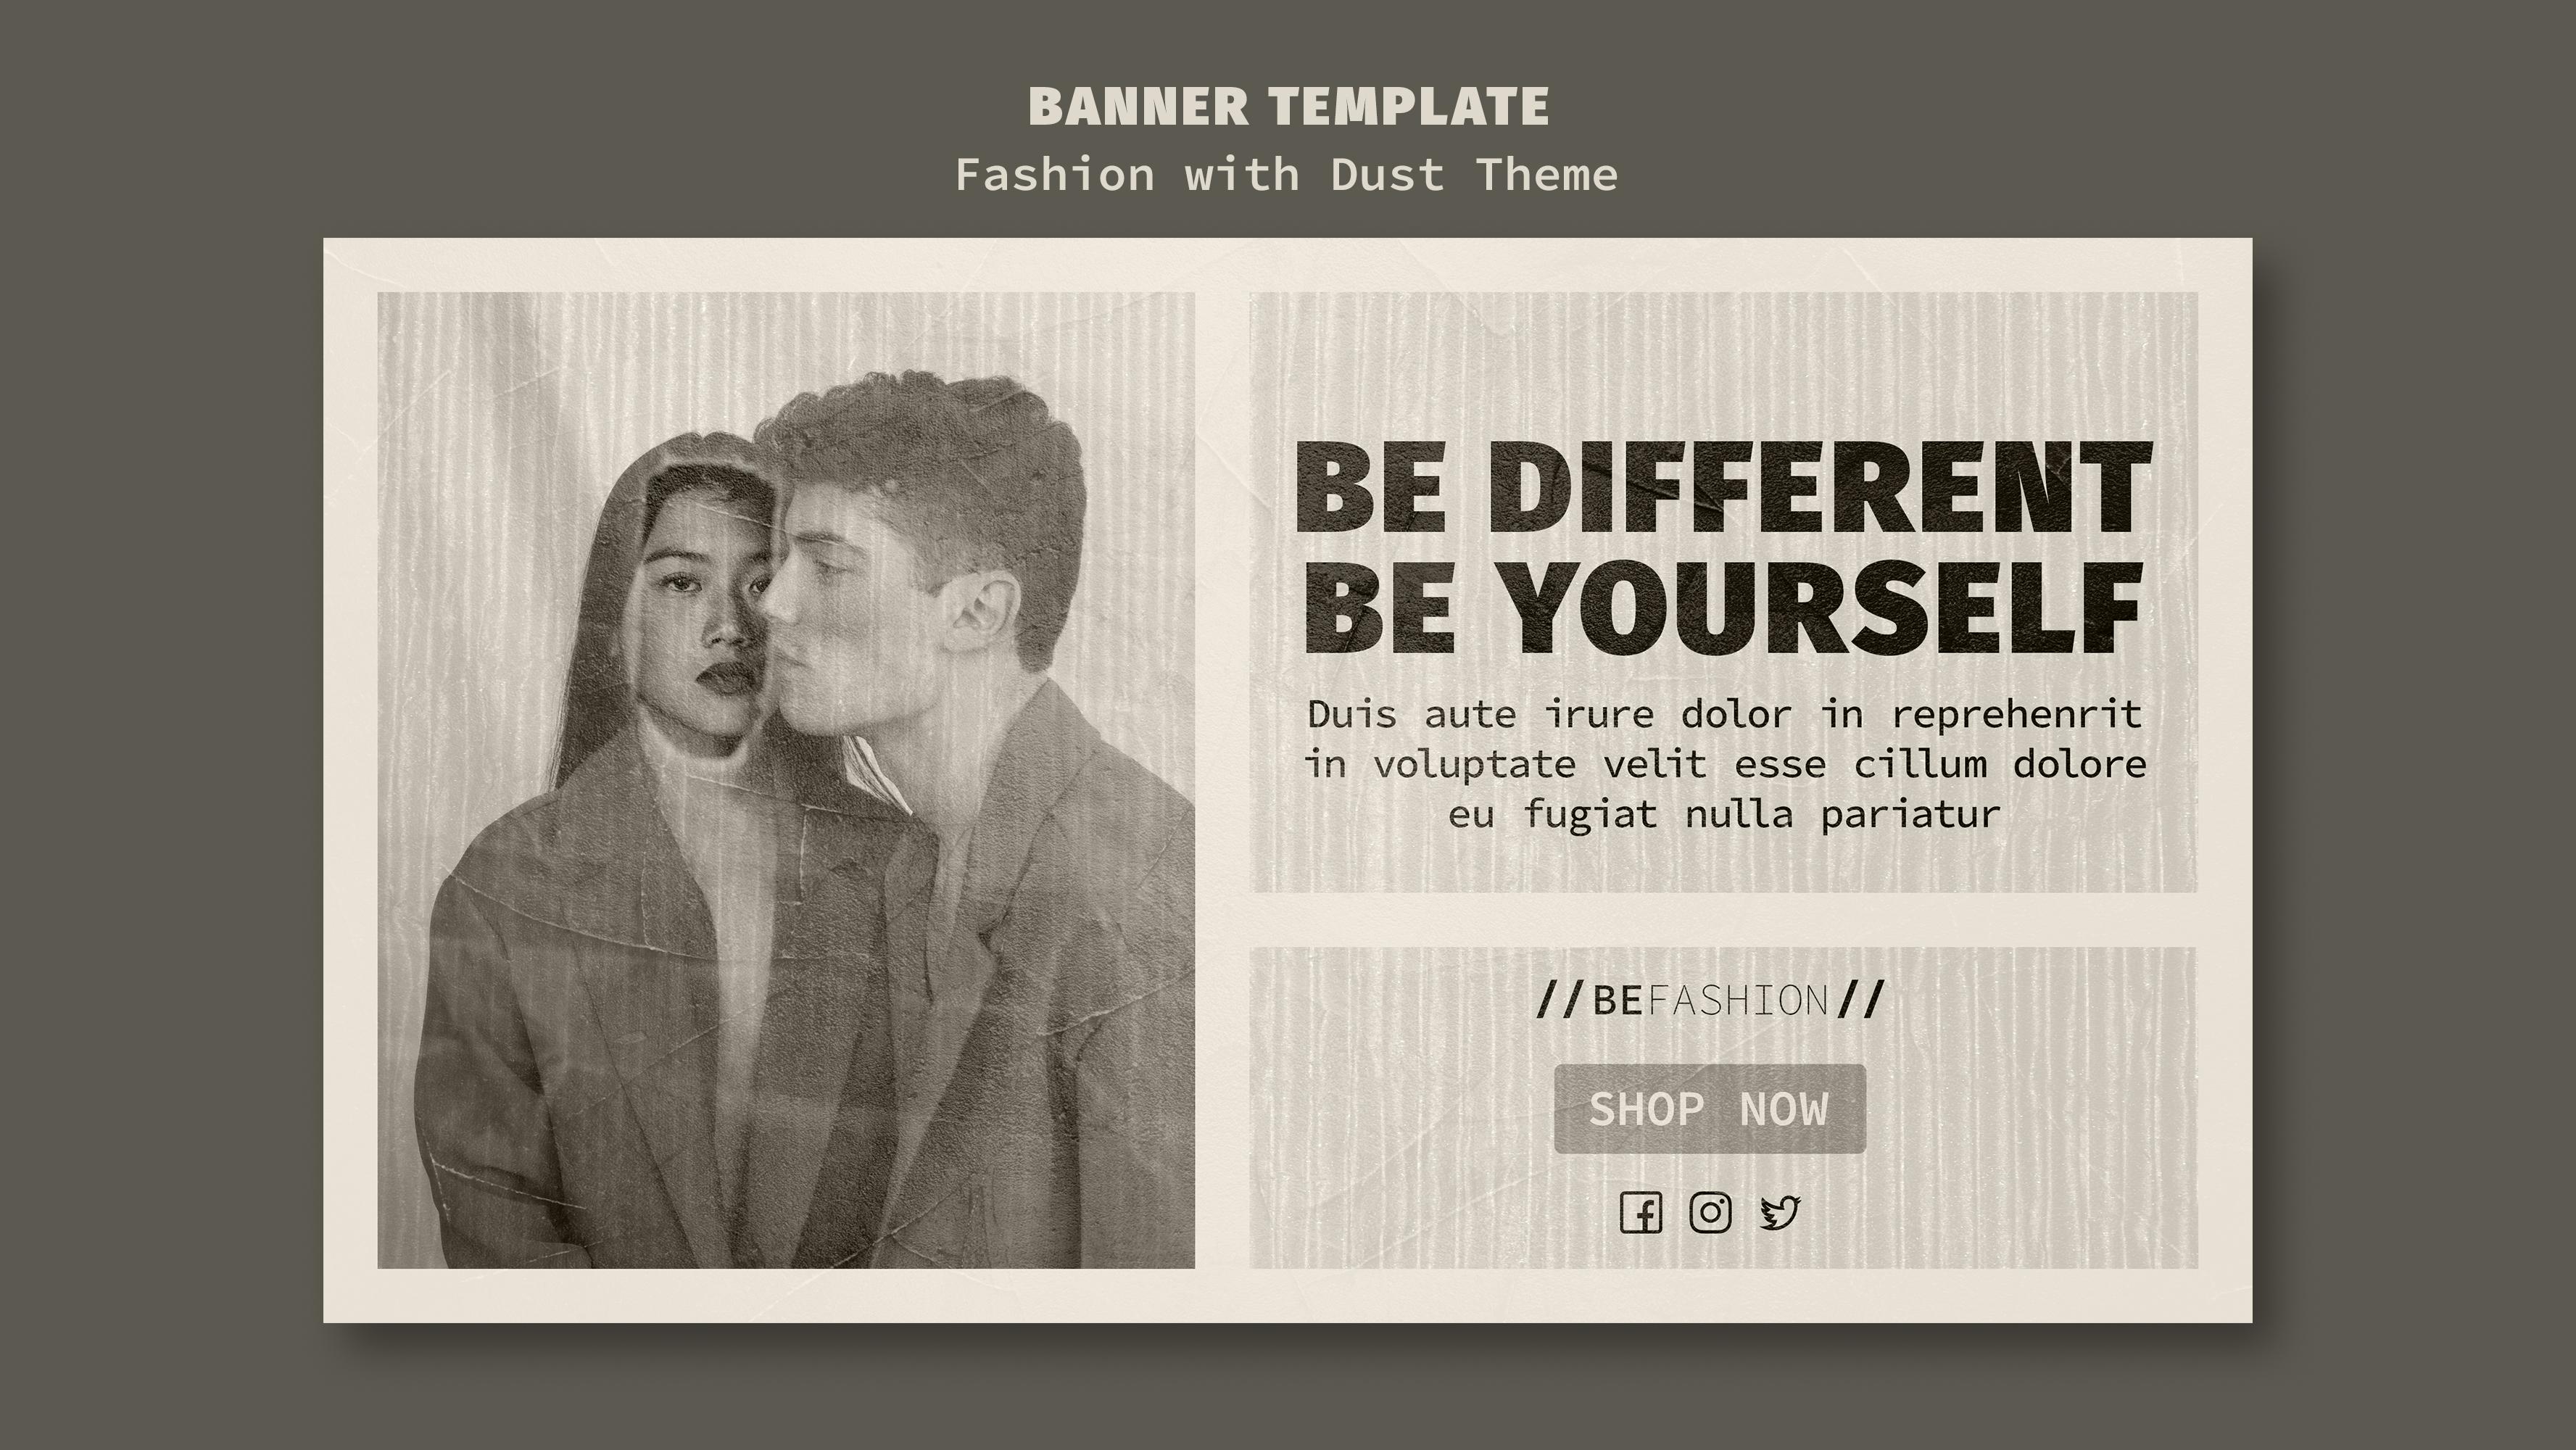 BANNER TEMPLATE
Fashion with Dust Theme
BE DIFFERENT
BE YOURSELF
Duis aute irure dolor in reprehenrit
in voluptate velit esse cillum dolore
eu fugiat nulla pariatur
//BEFASHION//
SHOP NOW